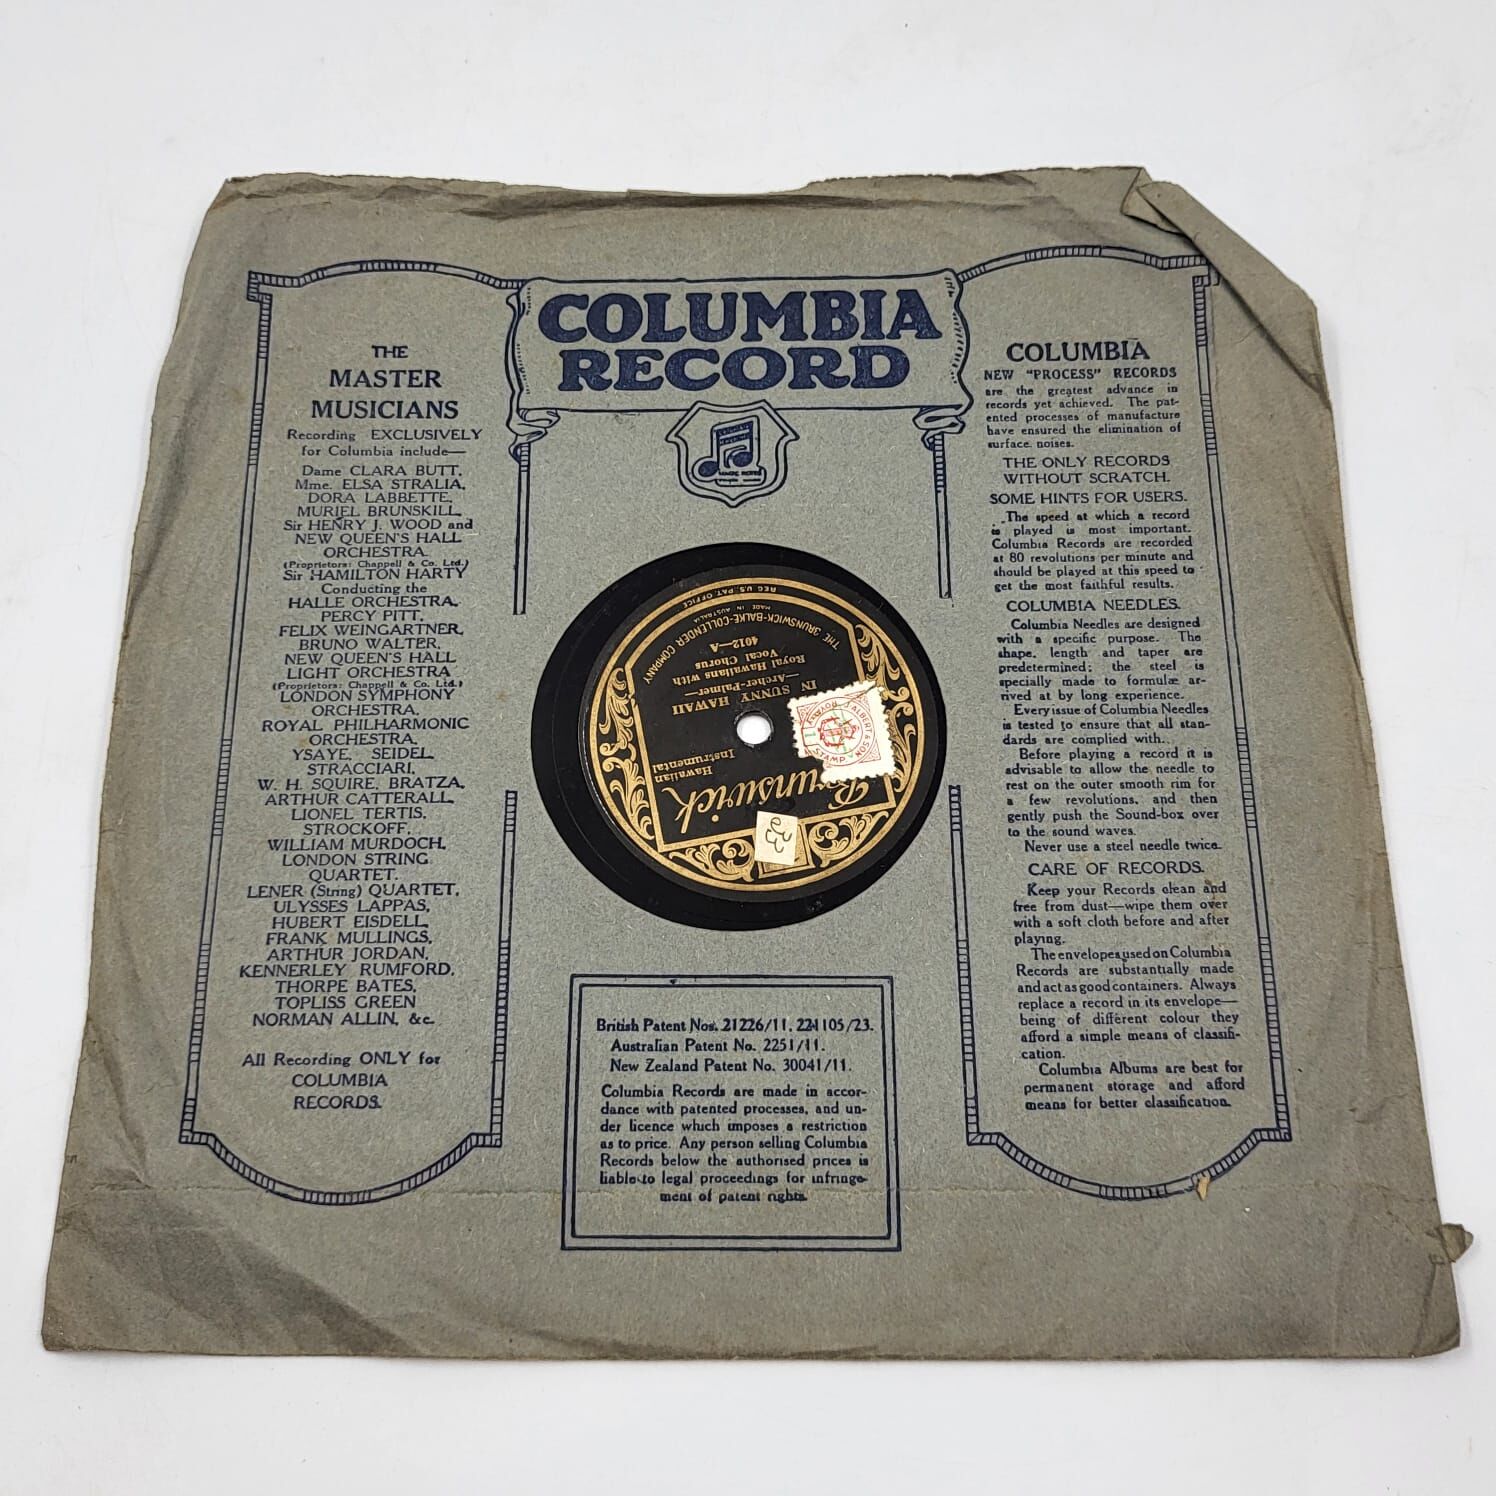 COLUMBIA
RECORD
MAGIC NOTES
THE
MASTER
MUSICIANS
Recording EXCLUSIVELY
for Columbia include—
Dame CLARA BUTT,
Mme. ELSA STRALIA,
DORA LABBETTE,
MURIEL BRUNSKILL,
Sir HENRY J. WOOD and
NEW QUEEN'S HALL
ORCHESTRA.
(Proprietors: Chappell & Co. Ltd.)
Sir HAMILTON HARTY
Conducting the
HALLE ORCHESTRA,
PERCY PITT,
FELIX WEINGARTNER,
BRUNO WALTER,
NEW QUEEN'S HALL
LIGHT ORCHESTRA
(Proprietors: Chappell & Co. Ltd.)
LONDON SYMPHONY
ORCHESTRA,
ROYAL PHILHARMONIC
ORCHESTRA,
YSAYE, SEIDEL,
STRACCIARI,
W. H. SQUIRE, BRATZA,
ARTHUR CATTERALL,
LIONEL TERTIS,
STROCKOFF,
WILLIAM MURDOCH,
LONDON STRING
QUARTET.
LENER (String) QUARTET,
ULYSSES LAPPAS,
HUBERT EISDELL,
FRANK MULLINGS,
ARTHUR JORDAN,
KENNERLEY RUMFORD,
THORPE BATES,
TOPLISS GREEN
NORMAN ALLIN, &c.
All Recording ONLY for
COLUMBIA
RECORDS.
COLUMBIA
NEW "PROCESS" RECORDS
are the greatest advance in
records yet achieved. The pat-
ented processes of manufacture
have ensured the elimination of
surface noises.
THE ONLY RECORDS
WITHOUT SCRATCH.
SOME HINTS FOR USERS.
The speed at which a record
is played is most important.
Columbia Records are recorded
at 80 revolutions per minute and
should be played at this speed to
get the most faithful results.
COLUMBIA NEEDLES.
Columbia Needles are designed
with a specific purpose. The
shape, length and taper are
predetermined; the steel is
specially made to formulæ ar-
rived at by long experience.
Every issue of Columbia Needles
is tested to ensure that all stan-
dards are complied with.
Before playing a record it is
advisable to allow the needle to
rest on the outer smooth rim for
a few revolutions, and then
gently push the Sound-box over
to the sound waves.
Never use a steel needle twice.
CARE OF RECORDS.
Keep your Records clean and
free from dust—wipe them over
with a soft cloth before and after
playing.
The envelopes used on Columbia
Records are substantially made
and act as good containers. Always
replace a record in its envelope—
being of different colour they
afford a simple means of classifi-
cation.
Columbia Albums are best for
permanent storage and afford
means for better classification.
Brunswick
33
Hawaiian
Instrumental
IN SUNNY HAWAII
—Archer-Palmer—
Royal Hawaiians with
Vocal Chorus
4012—A
THE BRUNSWICK-BALKE-COLLENDER COMPANY
MADE IN AUSTRALIA
REG U.S. PAT. OFFICE
ALBERT & SON
STAMP
British Patent Nos. 21226/11, 221105/23.
Australian Patent No. 2251/11.
New Zealand Patent No. 30041/11.
Columbia Records are made in accor-
dance with patented processes, and un-
der licence which imposes a restriction
as to price. Any person selling Columbia
Records below the authorised prices is
liable to legal proceedings for infringe-
ment of patent rights.